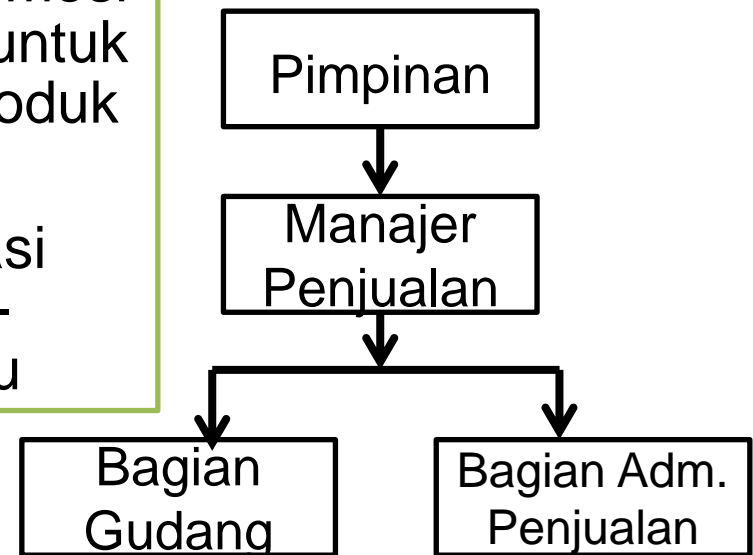 untuk
oduk
si
-
u
Pimpinan
Manajer
Penjualan
Bagian
Gudang
Bagian Adm.
Penjualan